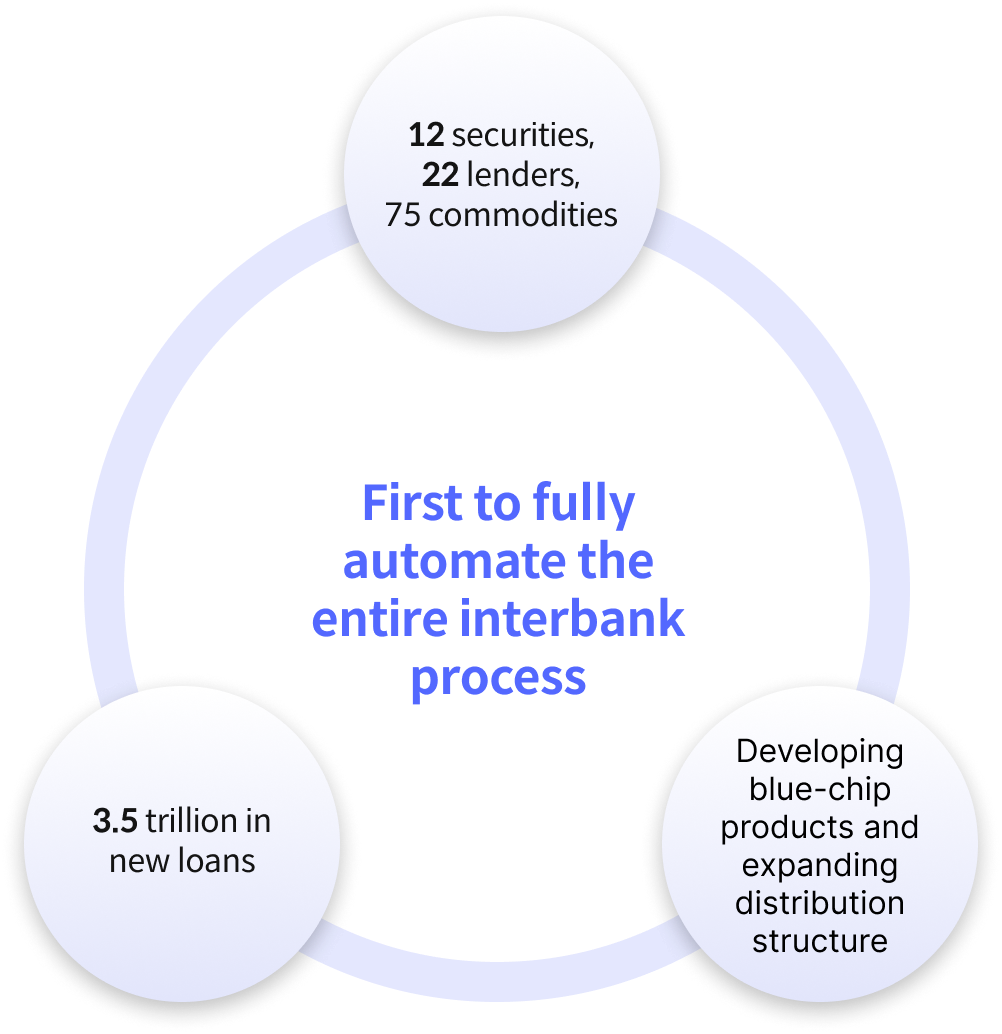 12 securities,
22 lenders,
75 commodities
First to fully
automate the
entire interbank
process
3.5 trillion in
new loans
Developing
blue-chip
products and
expanding
distribution
structure